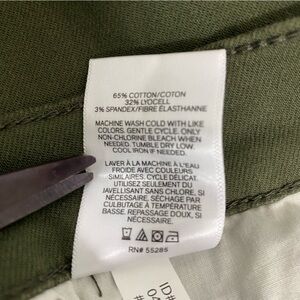 65% COTTON/COTON
32% LYOCELL
3% SPANDEX/FIBRE ÉLASTHANNE
MACHINE WASH COLD WITH LIKE
COLORS. GENTLE CYCLE. ONLY
NON-CHLORINE BLEACH WHEN
NEEDED. TUMBLE DRY LOW.
COOL IRON IF NEEDED.
LAVER À LA MACHINE À L'EAU
FROIDE AVEC COULEURS
SIMILAIRES. CYCLE DÉLICAT.
UTILISEZ SEULEMENT DU
JAVELLISANT SANS CHLORE, SI
NÉCESSAIRE. SÉCHAGE PAR
CULBUTAGE À TEMPÉRATURE
BASSE. REPASSAGE DOUX SI
NÉCESSAIRE.
RN# 55285
ID#
04